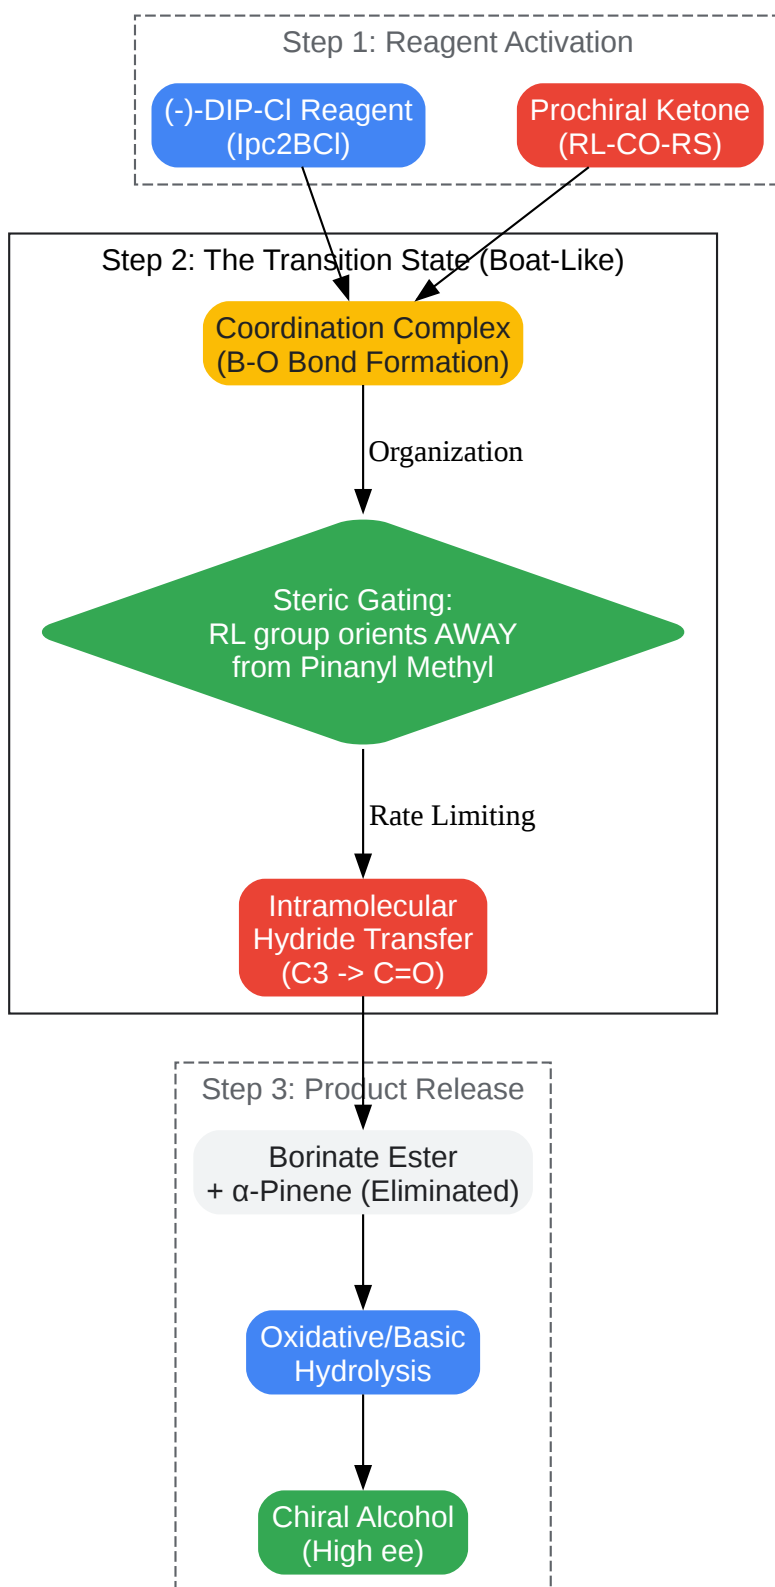 Step 1: Reagent Activation
(-)-DIP-Cl Reagent
(Ipc2BCl)
Prochiral Ketone
(RL-CO-RS)
Step 2: The Transition State (Boat-Like)
Coordination Complex
(B-O Bond Formation)
Organization
Steric Gating:
RL group orients AWAY
from Pinanyl Methyl
Rate Limiting
Intramolecular
Hydride Transfer
(C3 -> C=O)
Step 3: Product Release
Borinate Ester
+ α-Pinene (Eliminated)
Oxidative/Basic
Hydrolysis
Chiral Alcohol
(High ee)